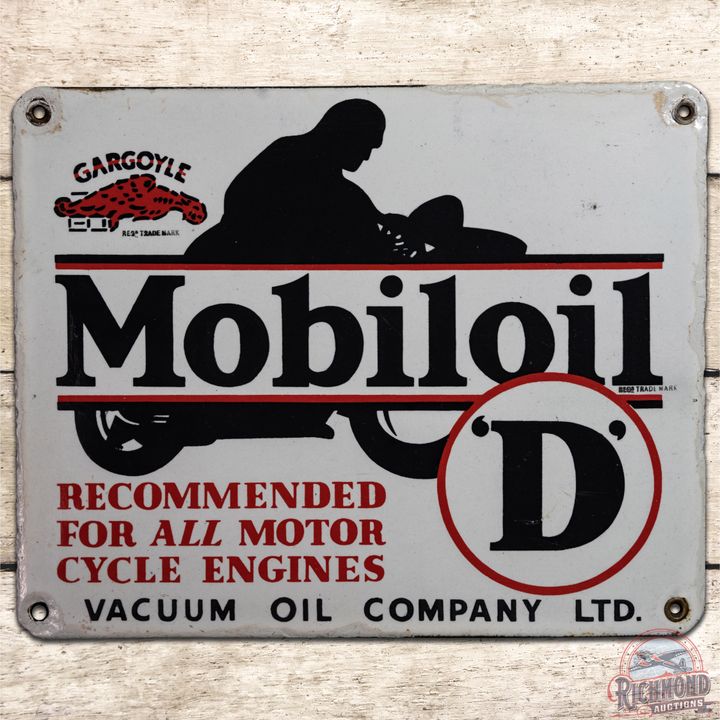 GARGOYLE
REGD TRADE MARK
Mobiloil
REGD TRADE MARK
'D'
RECOMMENDED
FOR ALL MOTOR
CYCLE ENGINES
VACUUM OIL COMPANY LTD.
RICHMOND
AUCTIONS